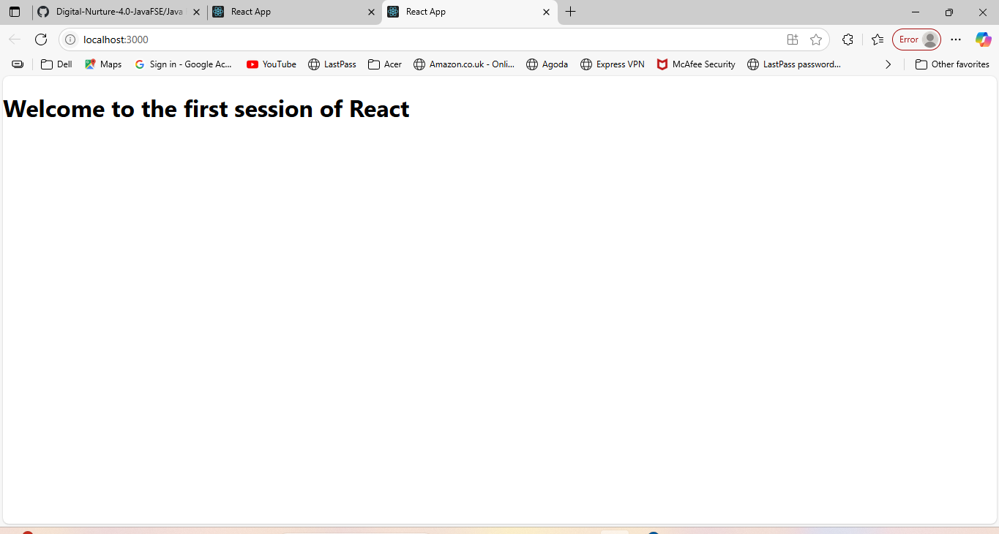 Digital-Nurture-4.0-JavaFSE/Java React App React App
localhost:3000 Error
Dell Maps Sign in - Google Ac... YouTube LastPass Acer Amazon.co.uk - Onli... Agoda Express VPN McAfee Security LastPass password... Other favorites
Welcome to the first session of React